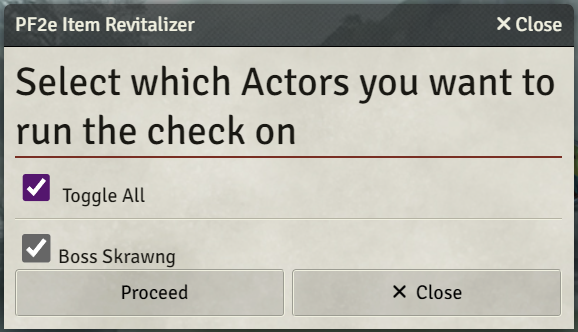 PF2e Item Revitalizer
✕ Close
Select which Actors you want to
run the check on
Toggle All
Boss Skrawng
Proceed
✕ Close